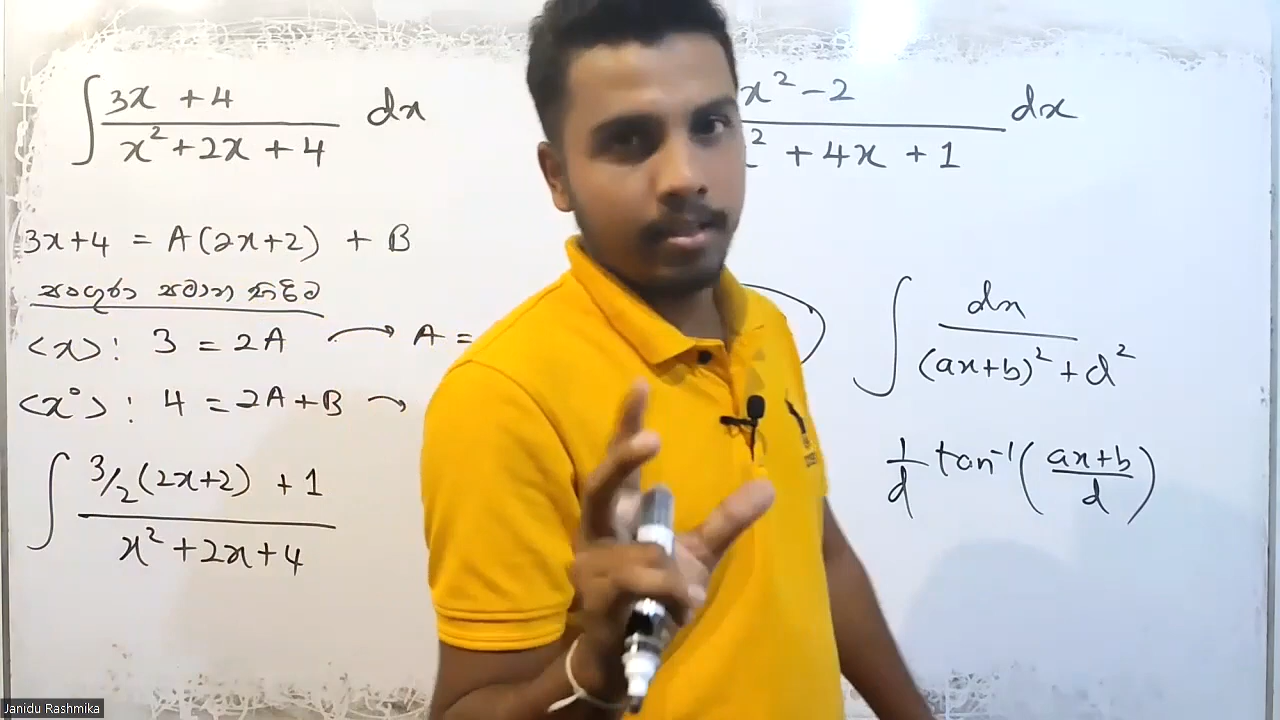 ∫ 3x + 4 / x² + 2x + 4 dx
3x+4 = A(2x+2) + B
සංගුණක සමාන කිරීම
<x> : 3 = 2A → A =
<x⁰> : 4 = 2A+B →
∫ 3/2(2x+2) + 1 / x² + 2x + 4
x² - 2 / x² + 4x + 1 dx
∫ dx / (ax+b)² + d²
1/d tan⁻¹( ax+b / d )
Janidu Rashmika